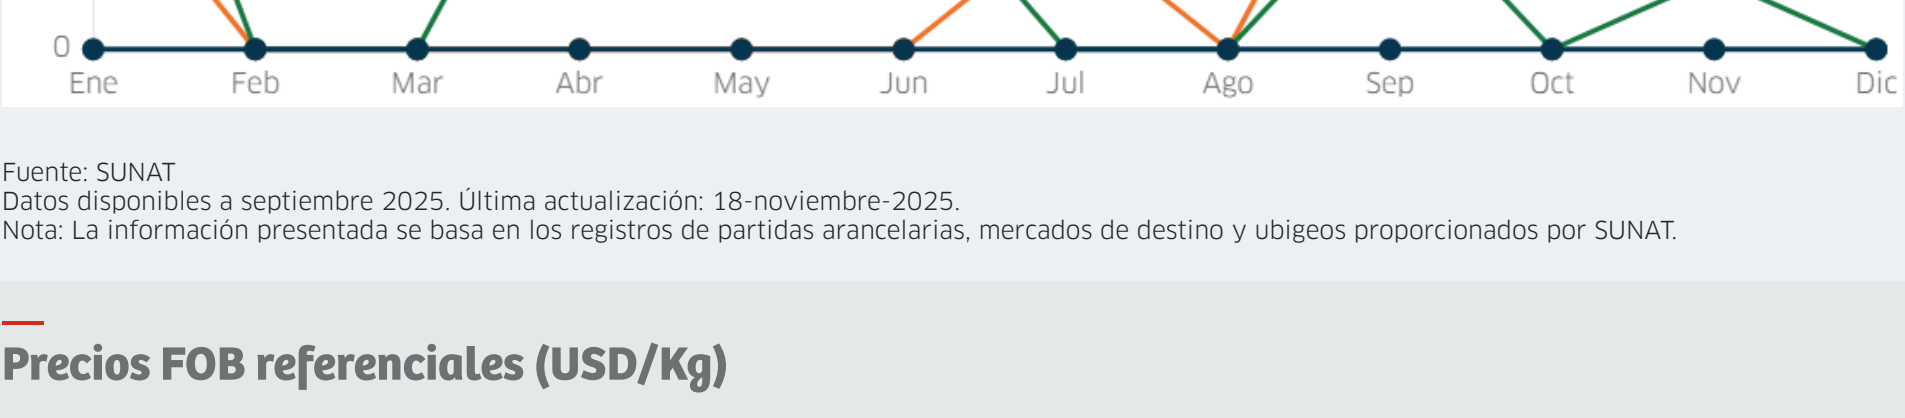 0
Ene Feb Mar Abr May Jun Jul Ago Sep Oct Nov Dic
Fuente: SUNAT
Datos disponibles a septiembre 2025. Última actualización: 18-noviembre-2025.
Nota: La información presentada se basa en los registros de partidas arancelarias, mercados de destino y ubigeos proporcionados por SUNAT.
Precios FOB referenciales (USD/Kg)